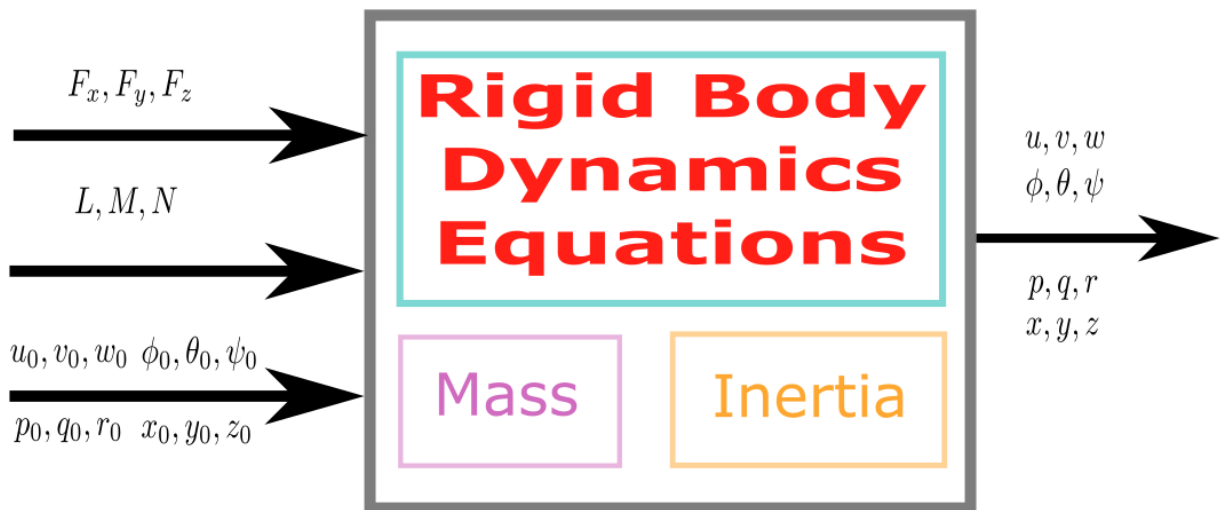 F_x, F_y, F_z
L, M, N
u_0, v_0, w_0 ϕ_0, θ_0, ψ_0
p_0, q_0, r_0 x_0, y_0, z_0
Rigid Body
Dynamics
Equations
Mass
Inertia
u, v, w
ϕ, θ, ψ
p, q, r
x, y, z